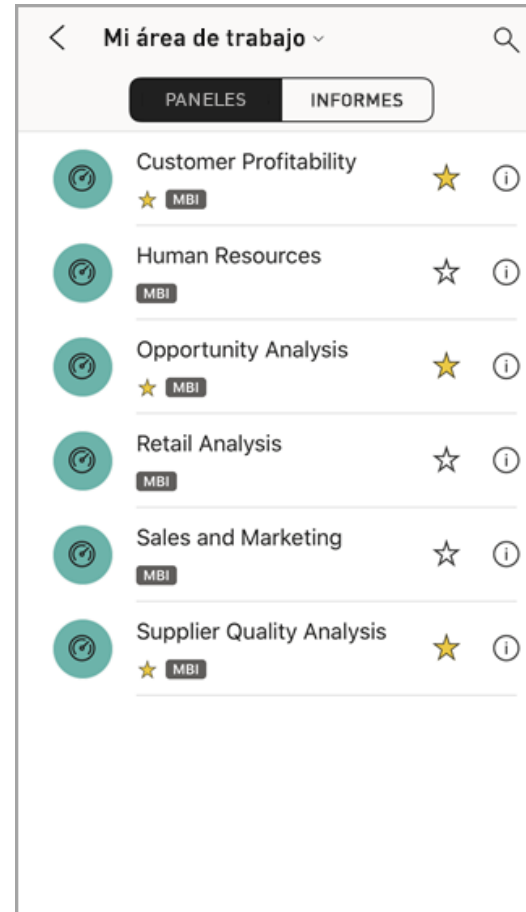 Mi área de trabajo
PANELES INFORMES
Customer Profitability
MBI
Human Resources
MBI
Opportunity Analysis
MBI
Retail Analysis
MBI
Sales and Marketing
MBI
Supplier Quality Analysis
MBI